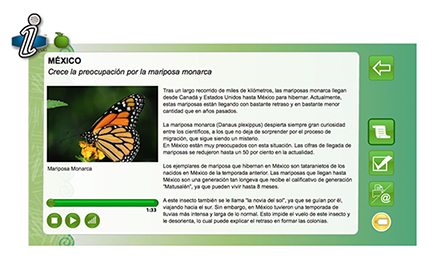 MÉXICO
Crece la preocupación por la mariposa monarca
Tras un largo recorrido de miles de kilómetros, las mariposas monarca llegan
desde Canadá y Estados Unidos hasta México para hibernar. Actualmente,
estas mariposas están llegando con bastante retraso y en bastante menor
cantidad que en años pasados.
La mariposa monarca (Danaus plexippus) despierta siempre gran curiosidad
entre los científicos, a los que no deja de sorprender por el proceso de
migración, que sigue siendo un misterio.
En México están muy preocupados con esta situación. Las cifras de llegada de
mariposas se redujeron hasta un 50 por ciento en la actualidad.
Los ejemplares de mariposa que hibernan en México son tataranietos de los
nacidos en México de la temporada anterior. Las mariposas que llegan hasta
México son una generación tan longeva que recibe el calificativo de generación
"Matusalén", ya que pueden vivir hasta 8 meses.
A este insecto también se le llama "la novia del sol", ya que se guían por él,
viajando hacia el sur. Sin embargo, en México tuvieron una temporada de
lluvias más intensa y larga de lo normal. Esto impide el vuelo de este insecto y
le desorienta, lo cual puede explicar el retraso en formar las colonias.
Mariposa Monarca
1:33